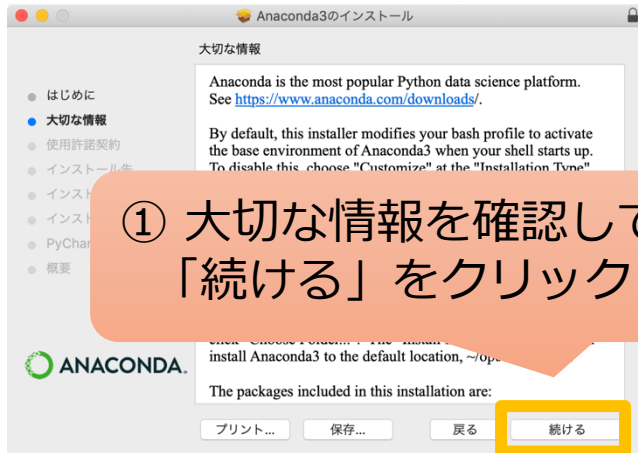 Anaconda3のインストール
大切な情報
はじめに
大切な情報
使用許諾契約
インストール先
インスト
インスト
PyChar
概要
Anaconda is the most popular Python data science platform.
See https://www.anaconda.com/downloads/.
By default, this installer modifies your bash profile to activate
the base environment of Anaconda3 when your shell starts up.
To disable this, choose "Customize" at the "Installation Type"
① 大切な情報を確認して
「続ける」をクリック
click "Choose Folder...". The "Install
install Anaconda3 to the default location, ~/op
The packages included in this installation are:
ANACONDA.
プリント...
保存...
戻る
続ける